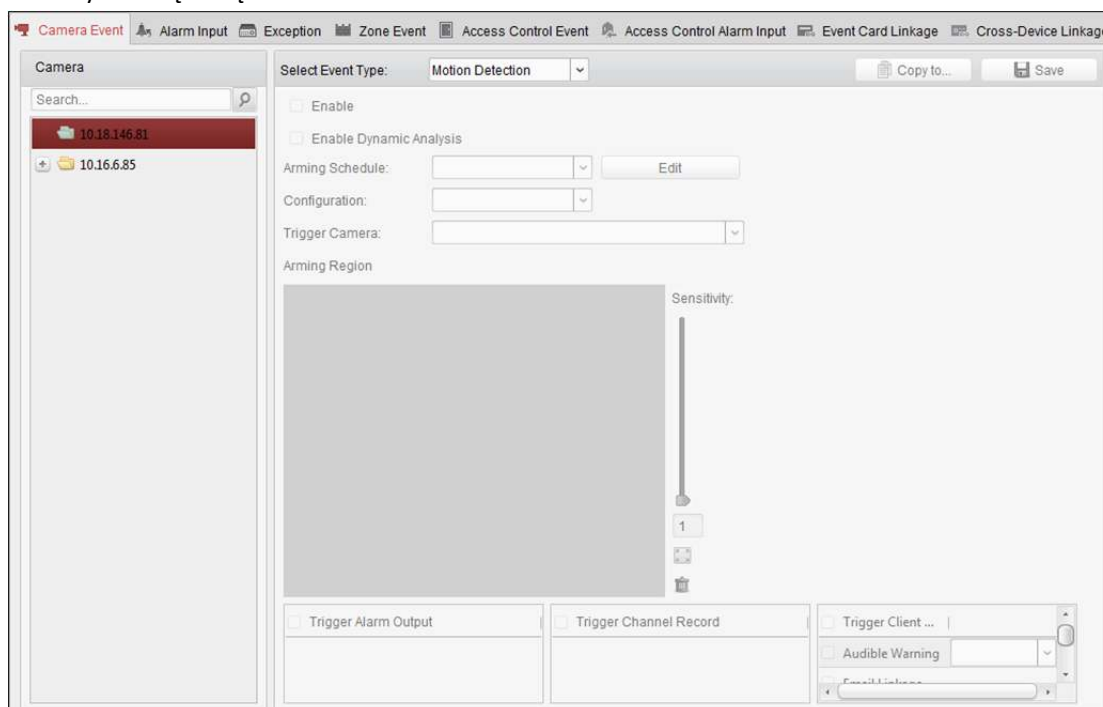 Camera Event Alarm Input Exception Zone Event Access Control Event Access Control Alarm Input Event Card Linkage Cross-Device Linkage
Camera
Search...
10.18.146.81
10.16.6.85
Select Event Type: Motion Detection Copy to... Save
Enable
Enable Dynamic Analysis
Arming Schedule: Edit
Configuration:
Trigger Camera:
Arming Region
Sensitivity:
1
Trigger Alarm Output Trigger Channel Record Trigger Client ...
Audible Warning
Email Linkage